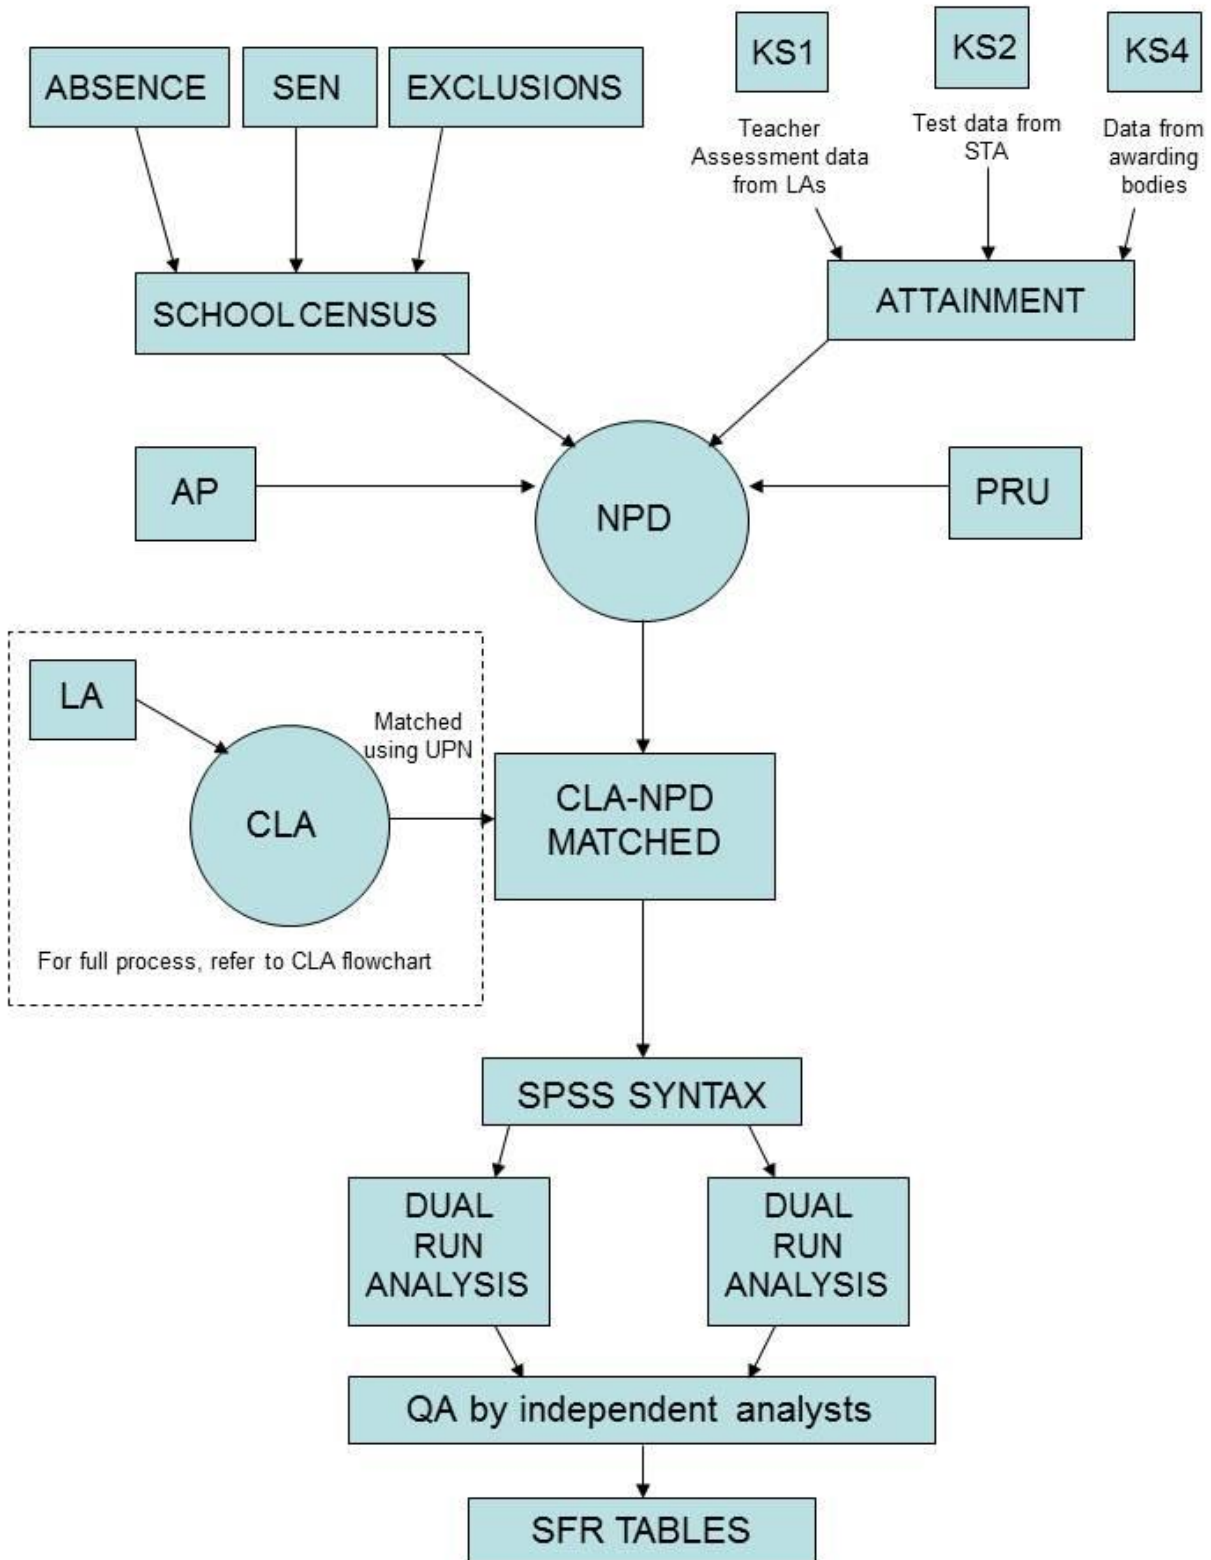 ABSENCE
SEN
EXCLUSIONS
KS1
KS2
KS4
Teacher
Assessment data
from LAs
Test data from
STA
Data from
awarding
bodies
SCHOOL CENSUS
ATTAINMENT
AP
NPD
PRU
LA
CLA
Matched
using UPN
CLA-NPD
MATCHED
For full process, refer to CLA flowchart
SPSS SYNTAX
DUAL
RUN
ANALYSIS
DUAL
RUN
ANALYSIS
QA by independent analysts
SFR TABLES